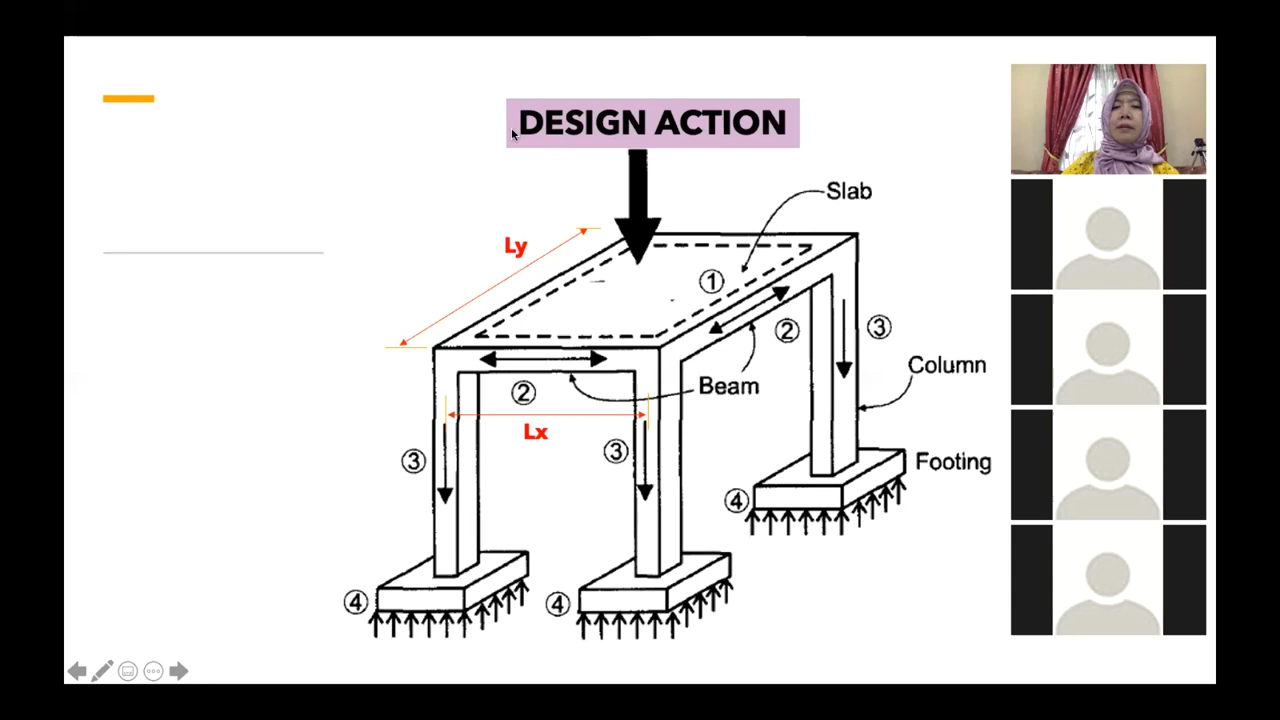 DESIGN ACTION
Slab
Ly
①
②
③
Column
Beam
②
Lx
③
③
Footing
④
④
④